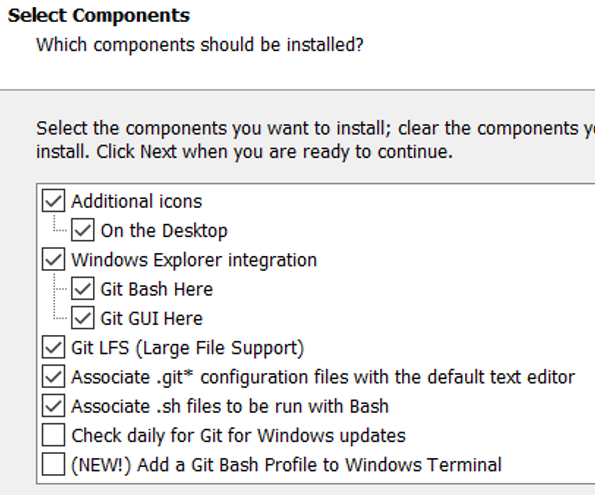 Select Components
Which components should be installed?
Select the components you want to install; clear the components
install. Click Next when you are ready to continue.
Additional icons
On the Desktop
Windows Explorer integration
Git Bash Here
Git GUI Here
Git LFS (Large File Support)
Associate .git* configuration files with the default text editor
Associate .sh files to be run with Bash
Check daily for Git for Windows updates
(NEW!) Add a Git Bash Profile to Windows Terminal